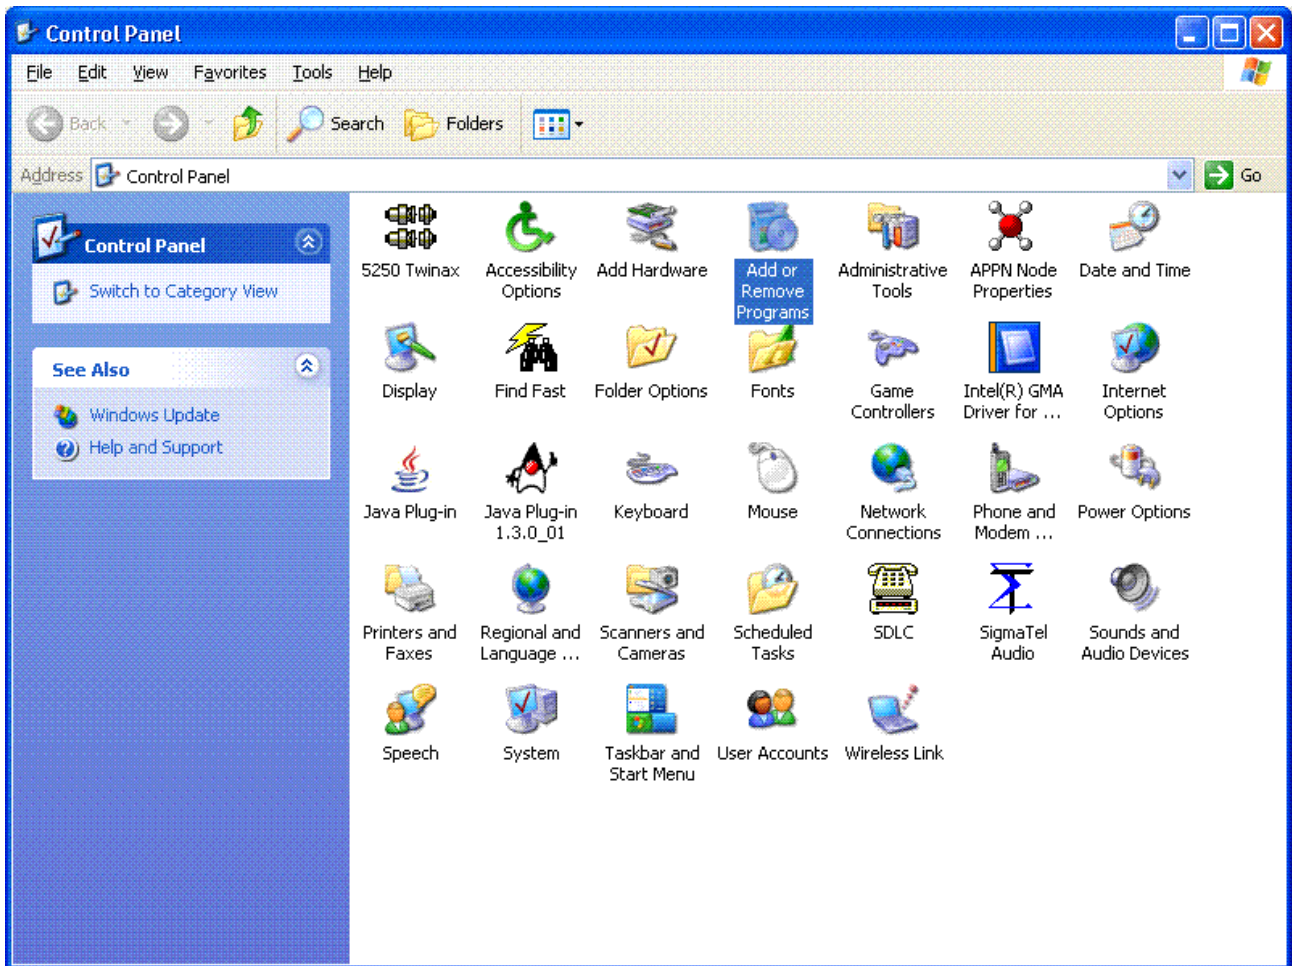 Control Panel
File Edit View Favorites Tools Help
Back Search Folders
Address Control Panel Go
Control Panel
Switch to Category View
See Also
Windows Update
Help and Support
5250 Twinax
Accessibility
Options
Add Hardware
Add or
Remove
Programs
Administrative
Tools
APPN Node
Properties
Date and Time
Display
Find Fast
Folder Options
Fonts
Game
Controllers
Intel(R) GMA
Driver for ...
Internet
Options
Java Plug-in
Java Plug-in
1.3.0_01
Keyboard
Mouse
Network
Connections
Phone and
Modem ...
Power Options
Printers and
Faxes
Regional and
Language ...
Scanners and
Cameras
Scheduled
Tasks
SDLC
SigmaTel
Audio
Sounds and
Audio Devices
Speech
System
Taskbar and
Start Menu
User Accounts
Wireless Link